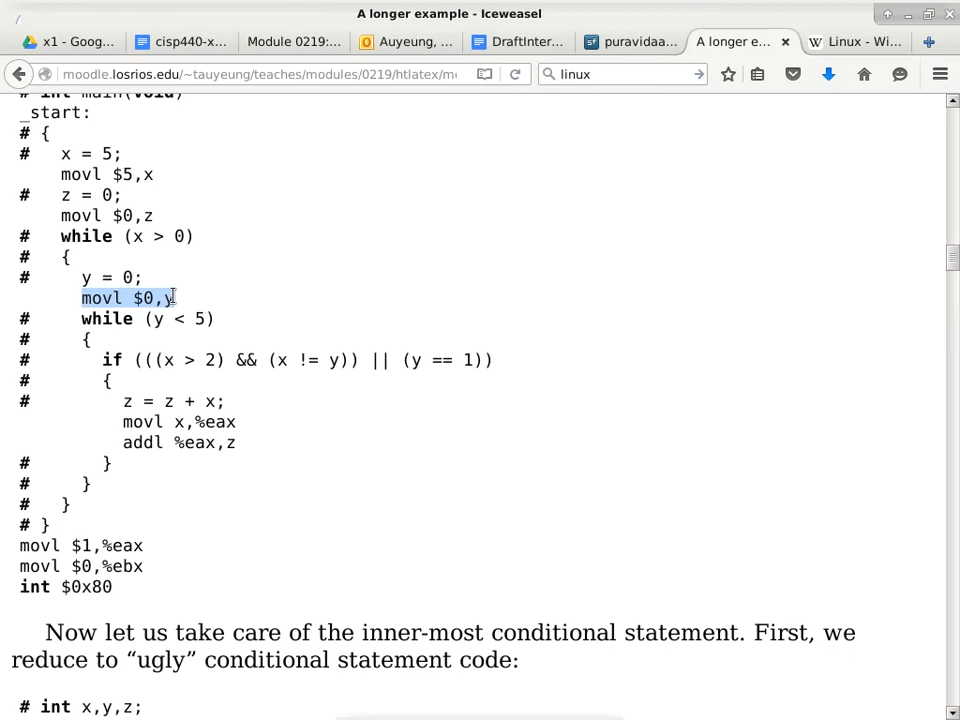 A longer example - Iceweasel
x1 - Goog...
cisp440-x...
Module 0219:...
Auyeung, ...
DraftInter...
puravidaa...
A longer e...
Linux - Wi...
moodle.losrios.edu/~tauyeung/teaches/modules/0219/htlatex/m
linux
# int main(void)
_start:
# {
#   x = 5;
    movl $5,x
#   z = 0;
    movl $0,z
#   while (x > 0)
#   {
#     y = 0;
      movl $0,y
#     while (y < 5)
#     {
#       if (((x > 2) && (x != y)) || (y == 1))
#       {
#         z = z + x;
          movl x,%eax
          addl %eax,z
#       }
#     }
#   }
# }
movl $1,%eax
movl $0,%ebx
int $0x80
Now let us take care of the inner-most conditional statement. First, we
reduce to “ugly” conditional statement code:
# int x,y,z;